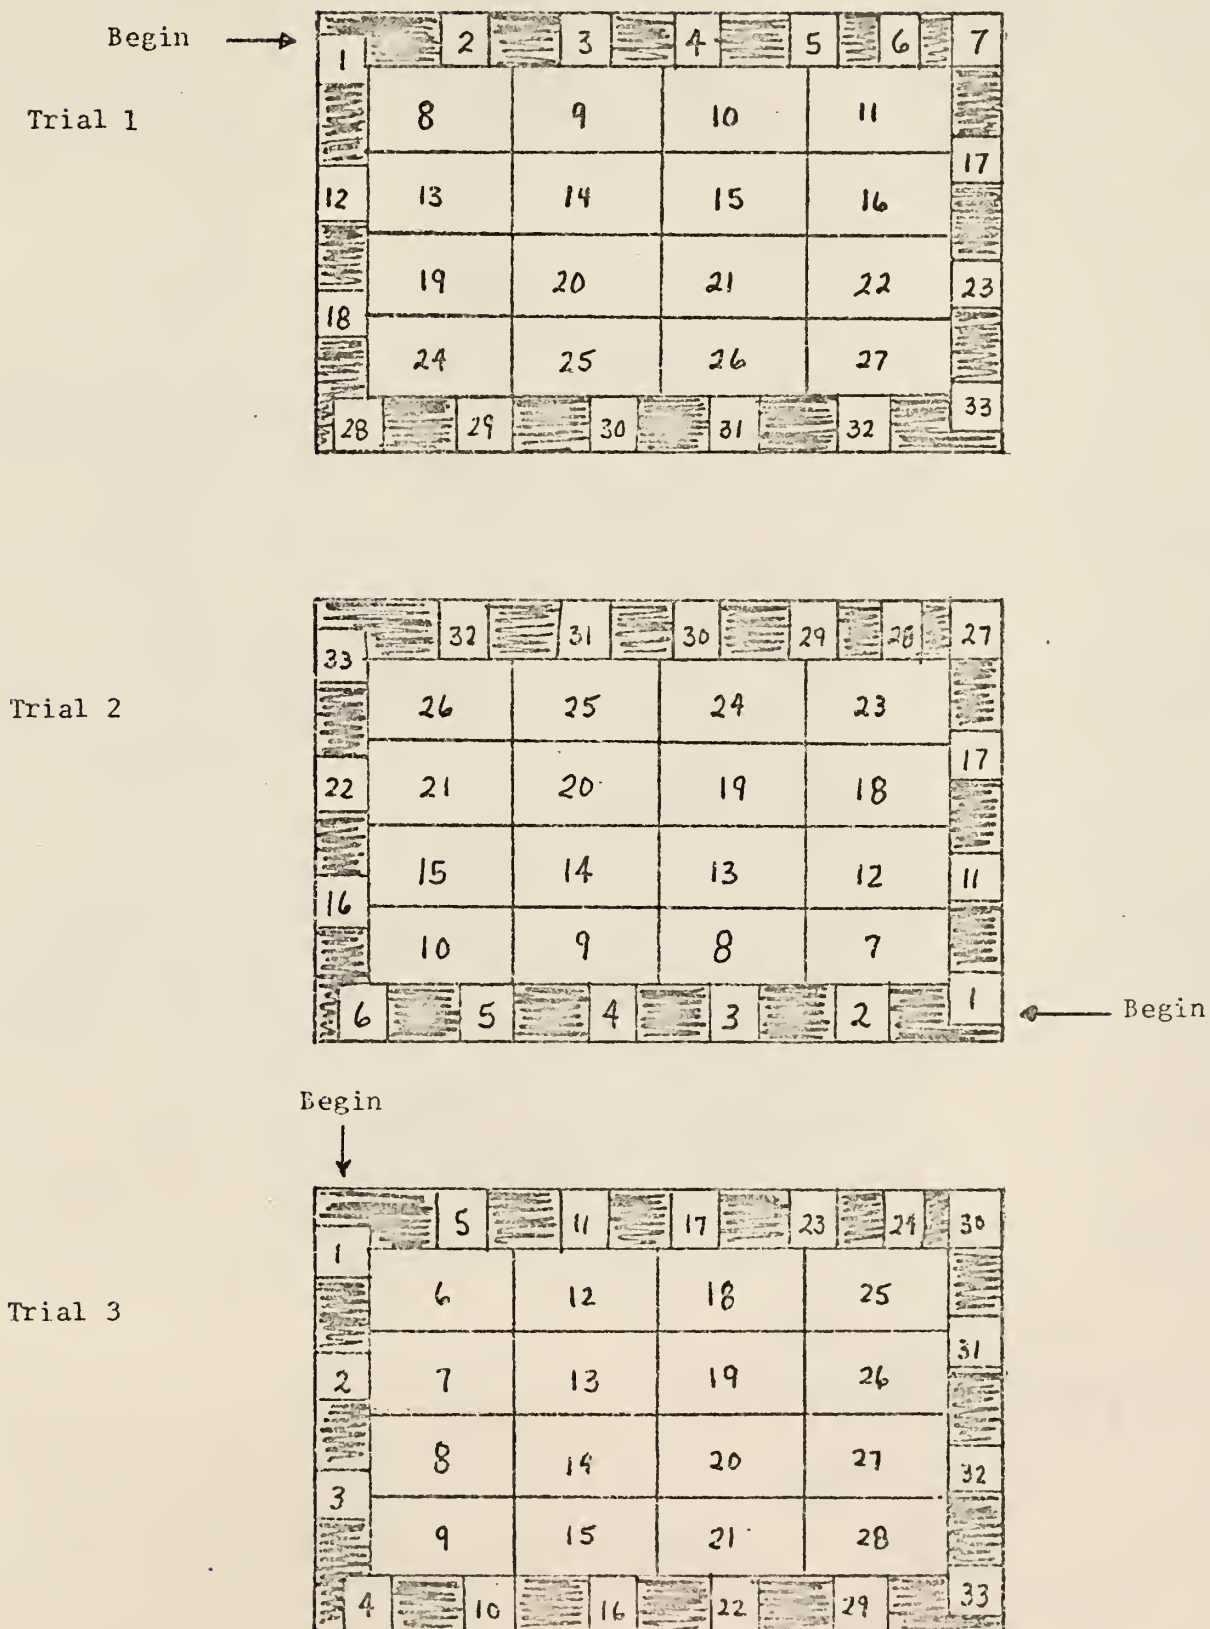 Begin
1 2 3 4 5 6 7
Trial 1
8 9 10 11
17
12 13 14 15 16
19 20 21 22 23
18
24 25 26 27
33
28 29 30 31 32
32 31 30 29 28 27
33
Trial 2
26 25 24 23
17
22 21 20 19 18
15 14 13 12 11
16
10 9 8 7
1
6 5 4 3 2
Begin
Begin
5 11 17 23 24 30
1
6 12 18 25
Trial 3
31
2 7 13 19 26
8 14 20 27
32
3
9 15 21 28
33
4 10 16 22 29